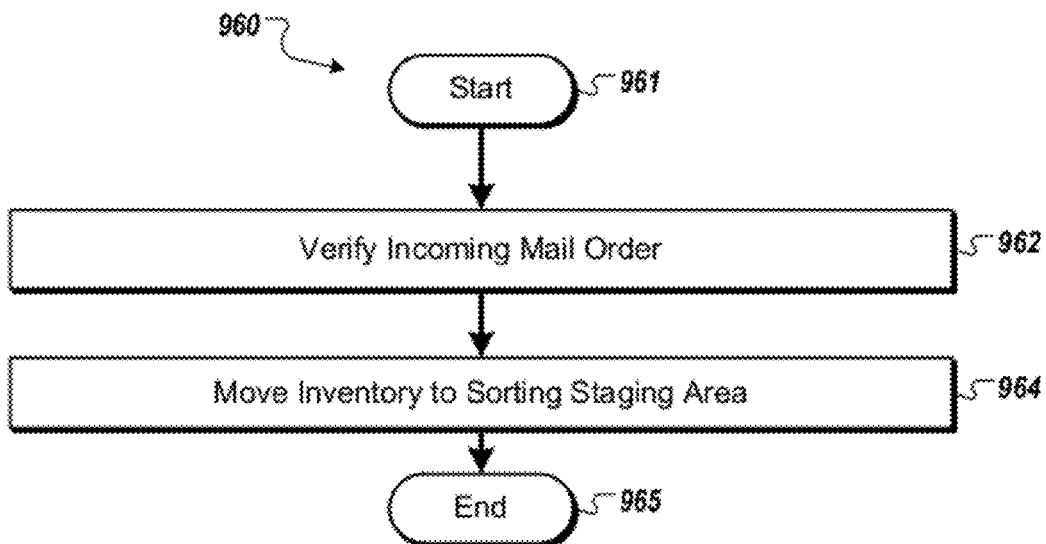 960
Start
961
Verify Incoming Mail Order
962
Move Inventory to Sorting Staging Area
964
End
965